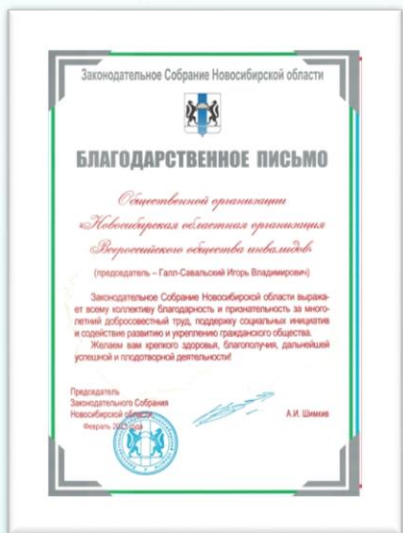 Законодательное Собрание Новосибирской области
БЛАГОДАРСТВЕННОЕ ПИСЬМО
Общественной организации
«Новосибирская областная организация
Всероссийского общества инвалидов»
(председатель – Галл-Савальский Игорь Владимирович)
Законодательное Собрание Новосибирской области выража-
ет всему коллективу благодарность и признательность за много-
летний добросовестный труд, поддержку социальных инициатив
и содействие развитию и укреплению гражданского общества.
Желаем вам крепкого здоровья, благополучия, дальнейшей
успешной и плодотворной деятельности!
Председатель
Законодательного Собрания
Новосибирской области
А.И. Шимкив
Февраль года